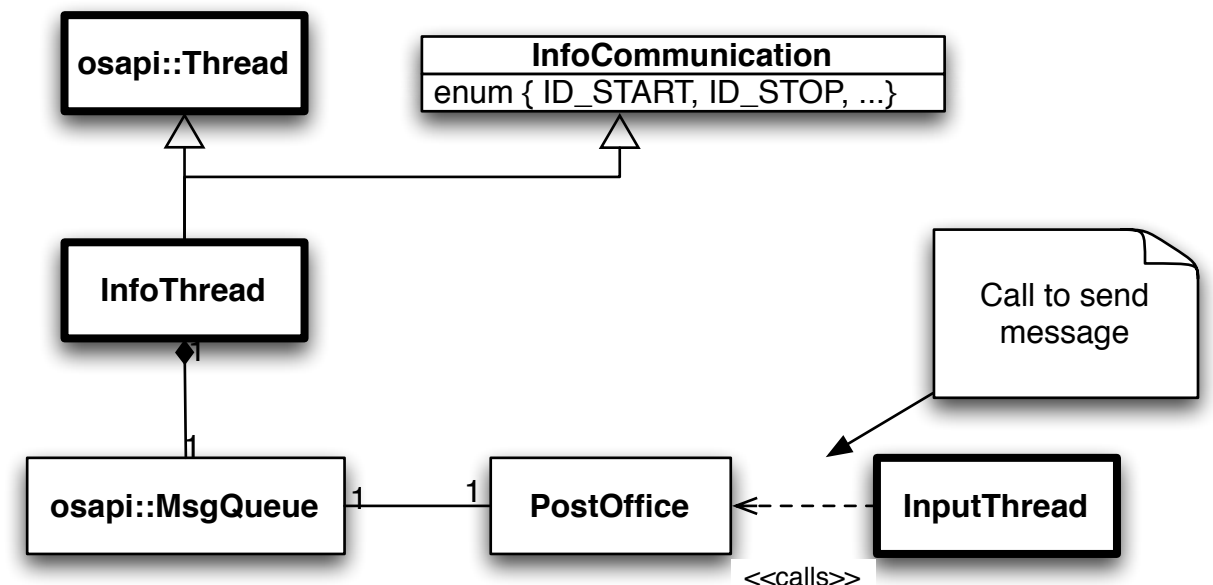 osapi::Thread
InfoCommunication
enum { ID_START, ID_STOP, ...}
InfoThread
Call to send
message
1
1
osapi::MsgQueue
1
1
PostOffice
InputThread
<<calls>>